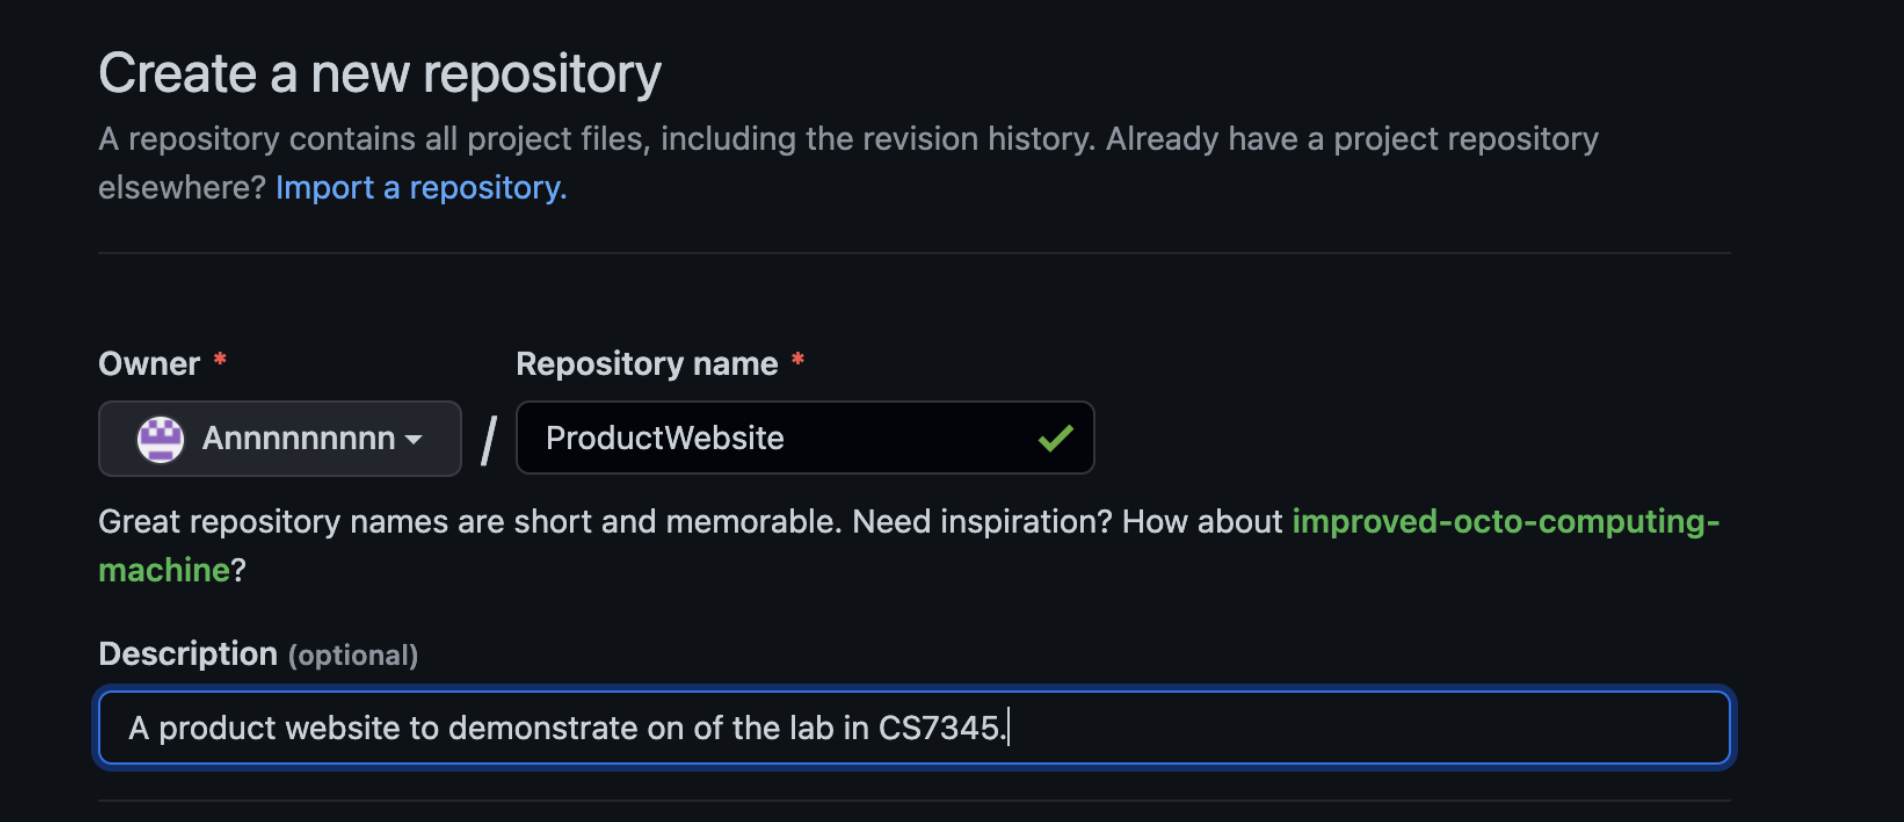 Create a new repository
A repository contains all project files, including the revision history. Already have a project repository
elsewhere? Import a repository.
Owner *
Repository name *
Annnnnnnnn
/
ProductWebsite
Great repository names are short and memorable. Need inspiration? How about improved-octo-computing-
machine?
Description (optional)
A product website to demonstrate on of the lab in CS7345.